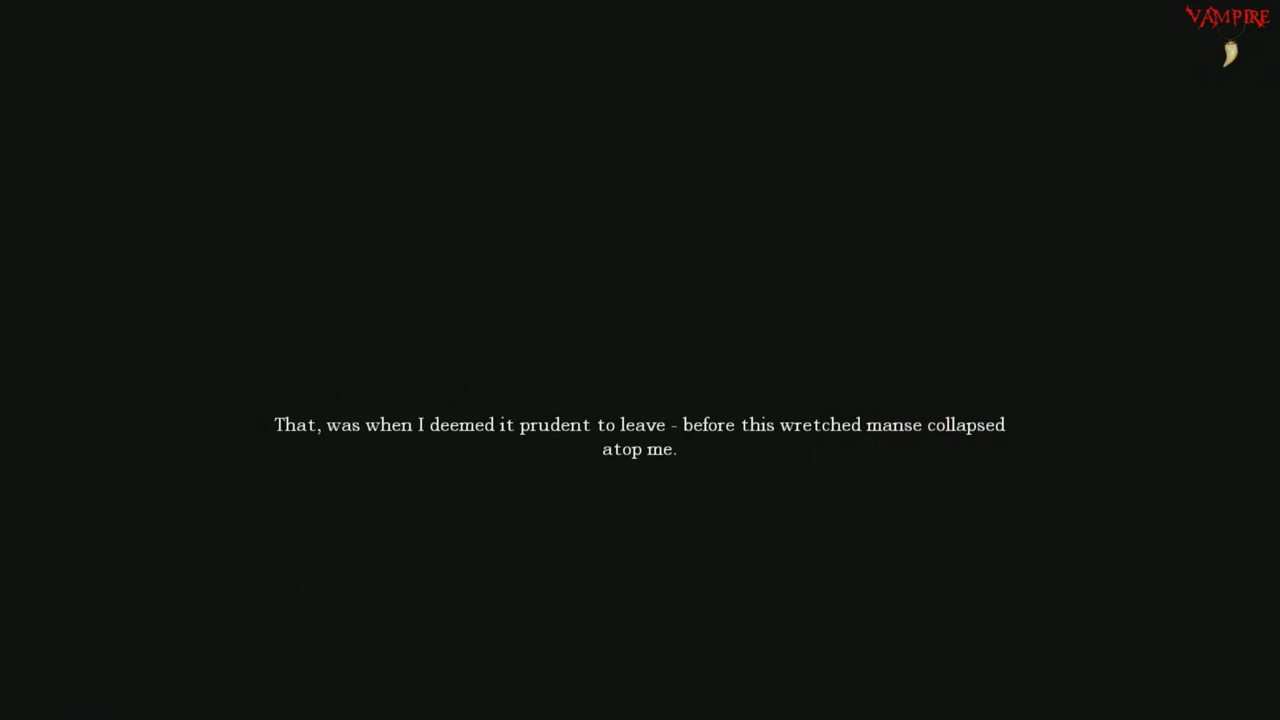 VAMPIRE
That, was when I deemed it prudent to leave - before this wretched manse collapsed
atop me.